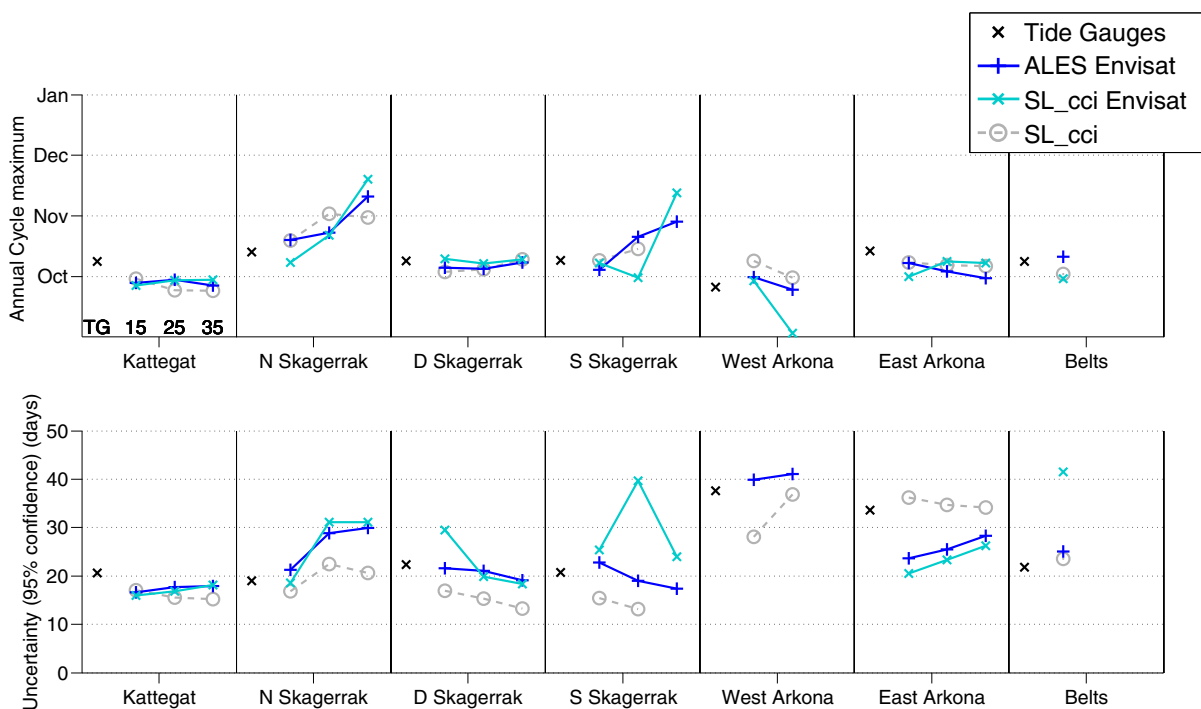 Tide Gauges
ALES Envisat
SL_cci Envisat
SL_cci
Annual Cycle maximum
Jan
Dec
Nov
Oct
TG 15 25 35
Kattegat N Skagerrak D Skagerrak S Skagerrak West Arkona East Arkona Belts
Uncertainty (95% confidence) (days)
50
40
30
20
10
0
Kattegat N Skagerrak D Skagerrak S Skagerrak West Arkona East Arkona Belts